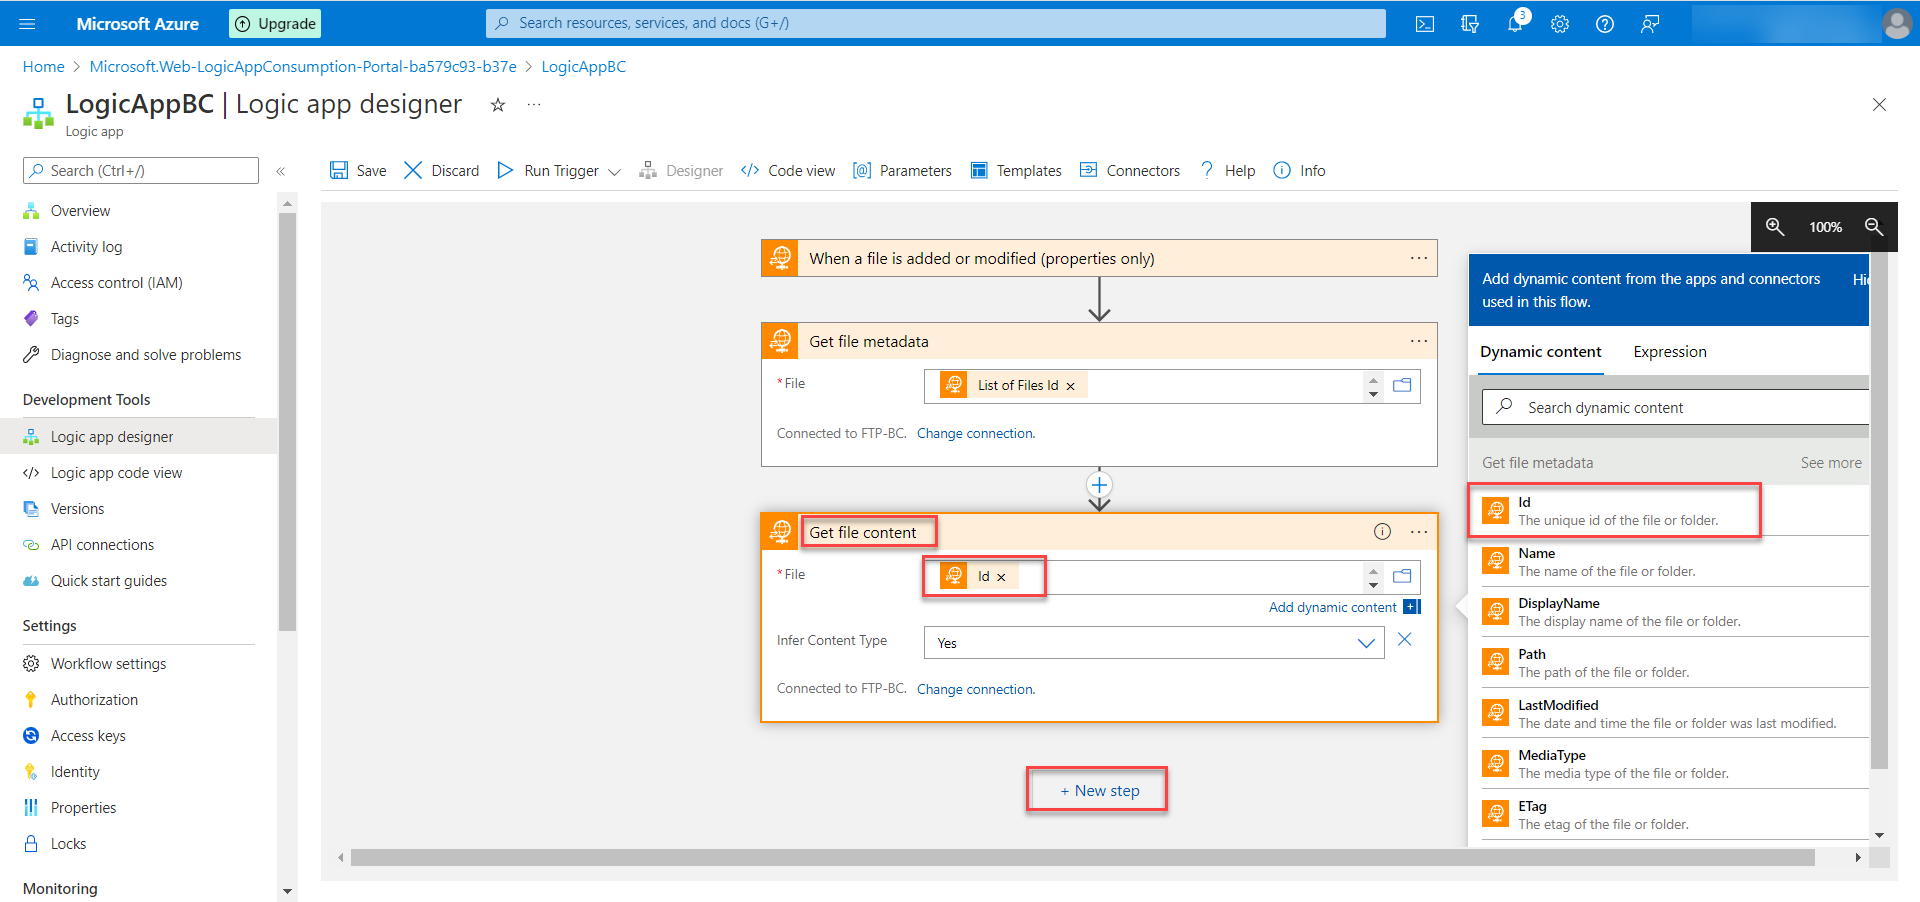 Microsoft Azure
Upgrade
Search resources, services, and docs (G+/)
3
Home > Microsoft.Web-LogicAppConsumption-Portal-ba579c93-b37e > LogicAppBC
LogicAppBC | Logic app designer
Logic app
Search (Ctrl+/)
«
Overview
Activity log
Access control (IAM)
Tags
Diagnose and solve problems
Development Tools
Logic app designer
Logic app code view
Versions
API connections
Quick start guides
Settings
Workflow settings
Authorization
Access keys
Identity
Properties
Locks
Monitoring
Save
Discard
Run Trigger
Designer
Code view
Parameters
Templates
Connectors
Help
Info
100%
When a file is added or modified (properties only)
Get file metadata
* File
List of Files Id ×
Connected to FTP-BC. Change connection.
Get file content
* File
Id ×
Add dynamic content
Infer Content Type
Yes
Connected to FTP-BC. Change connection.
+ New step
Add dynamic content from the apps and connectors
used in this flow.
Hi
Dynamic content
Expression
Search dynamic content
Get file metadata
See more
Id
The unique id of the file or folder.
Name
The name of the file or folder.
DisplayName
The display name of the file or folder.
Path
The path of the file or folder.
LastModified
The date and time the file or folder was last modified.
MediaType
The media type of the file or folder.
ETag
The etag of the file or folder.